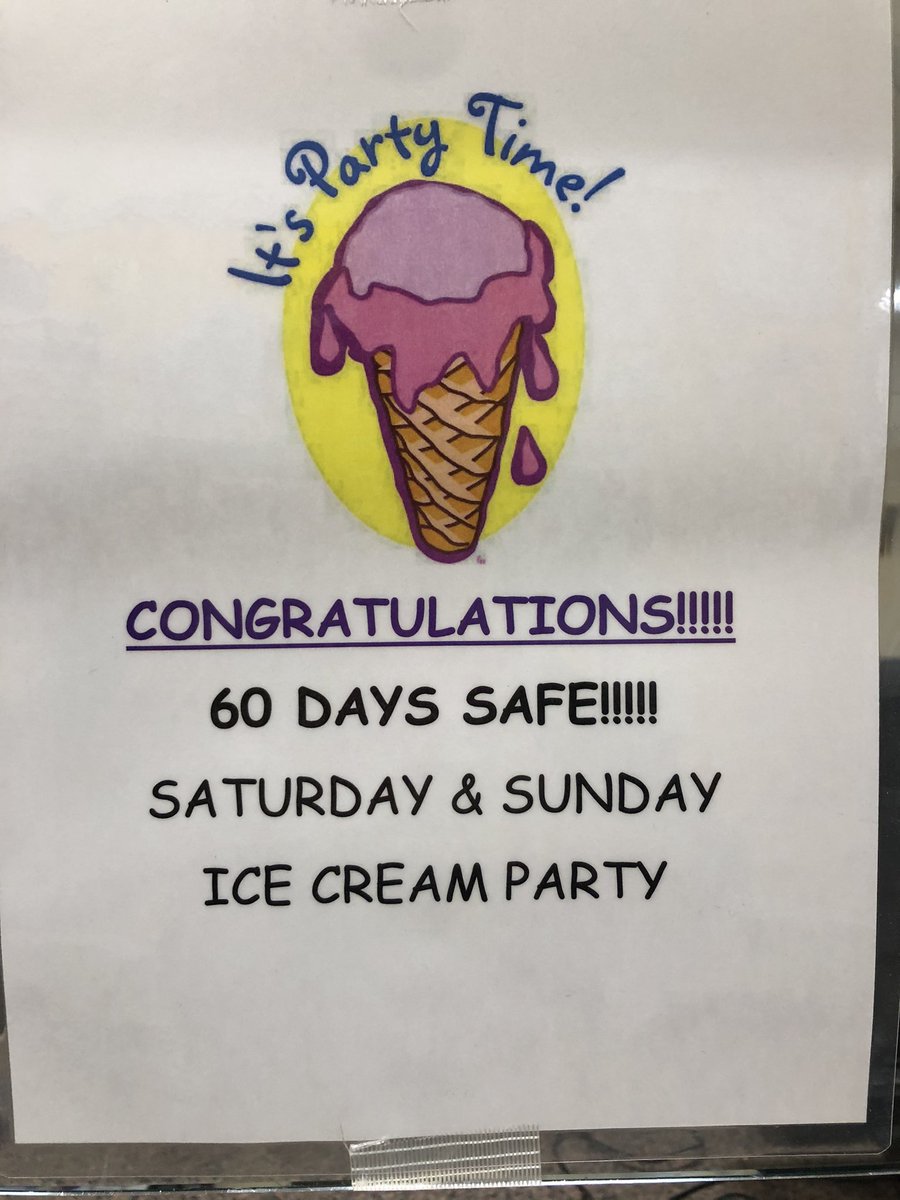 It's Party Time!
CONGRATULATIONS!!!!!
60 DAYS SAFE!!!!!
SATURDAY & SUNDAY
ICE CREAM PARTY